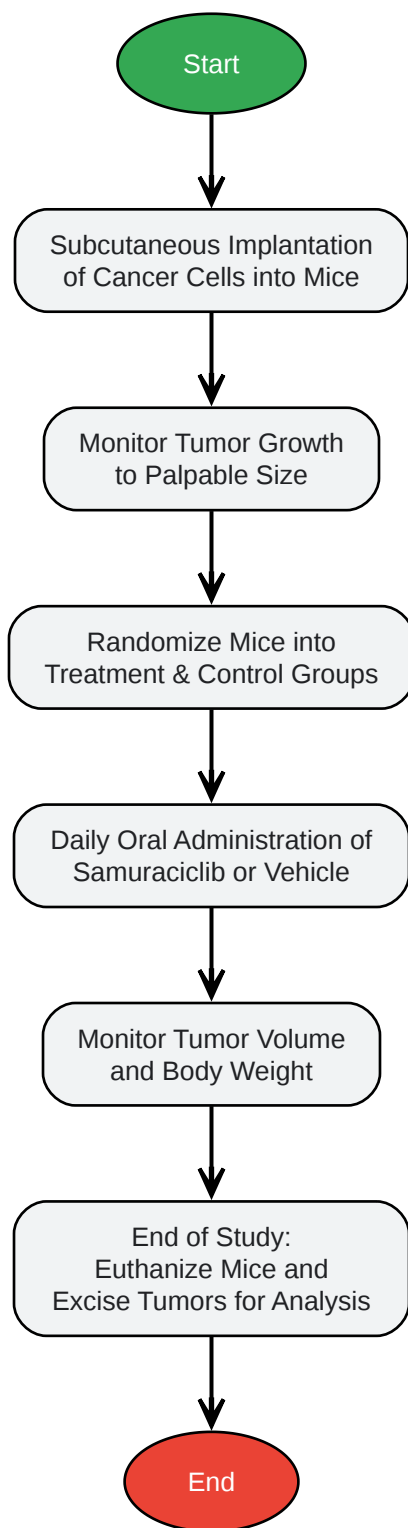 Start
Subcutaneous Implantation
of Cancer Cells into Mice
Monitor Tumor Growth
to Palpable Size
Randomize Mice into
Treatment & Control Groups
Daily Oral Administration of
Samuraciclib or Vehicle
Monitor Tumor Volume
and Body Weight
End of Study:
Euthanize Mice and
Excise Tumors for Analysis
End